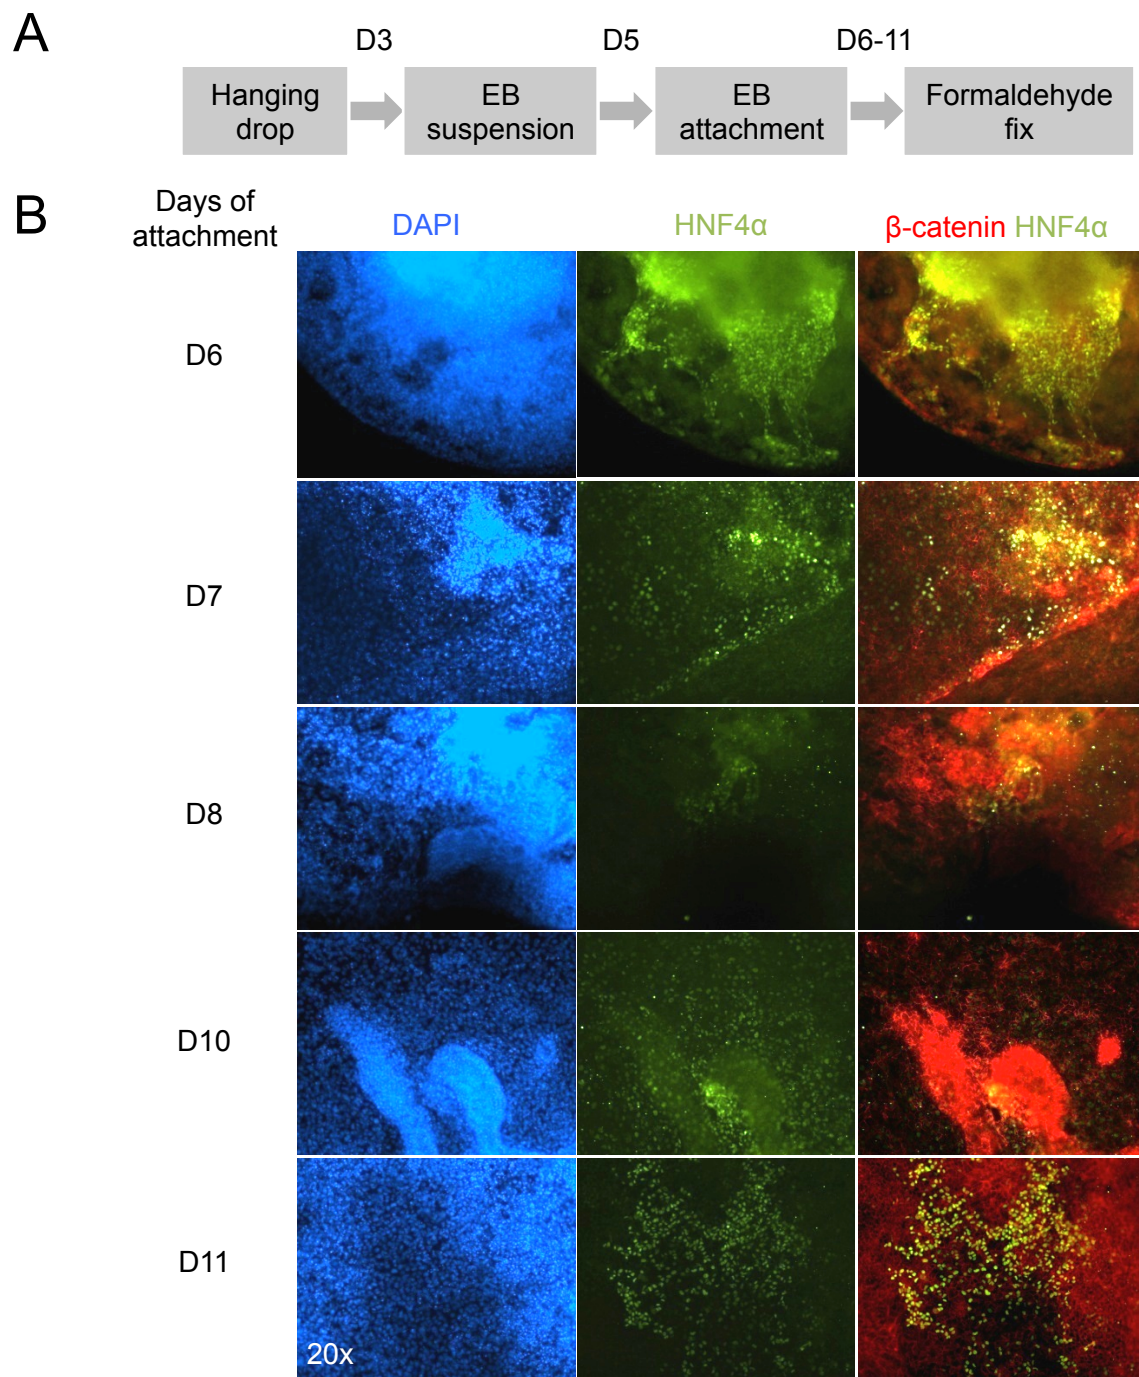 A
D3
D5
D6-11
Hanging
drop
EB
suspension
EB
attachment
Formaldehyde
fix
B
Days of
attachment
DAPI
HNF4α
β-catenin HNF4α
D6
D7
D8
D10
D11
20x